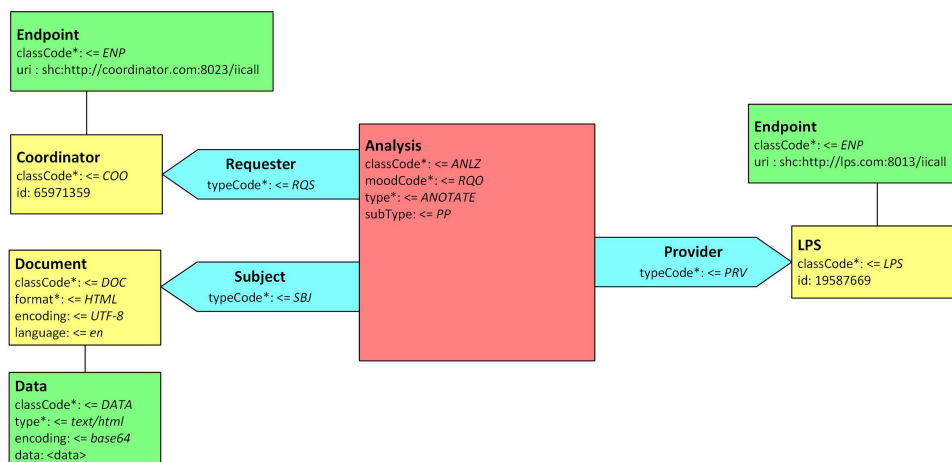 Endpoint
classCode*: <= ENP
uri : shc:http://coordinator.com:8023/iicall
Coordinator
classCode*: <= COO
id: 65971359
Requester
typeCode*: <= RQS
Analysis
classCode*: <= ANLZ
moodCode*: <= RQO
type*: <= ANOTATE
subType: <= PP
Endpoint
classCode*: <= ENP
uri : shc:http://lps.com:8013/iicall
Provider
typeCode*: <= PRV
LPS
classCode*: <= LPS
id: 19587669
Document
classCode*: <= DOC
format*: <= HTML
encoding: <= UTF-8
language: <= en
Subject
typeCode*: <= SBJ
Data
classCode*: <= DATA
type*: <= text/html
encoding: <= base64
data: <data>